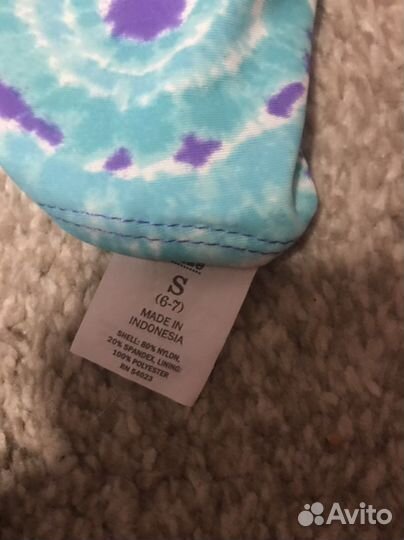 S
(6-7)
MADE IN
INDONESIA
SHELL: 80% NYLON,
20% SPANDEX, LINING:
100% POLYESTER
RN 54023
Avito